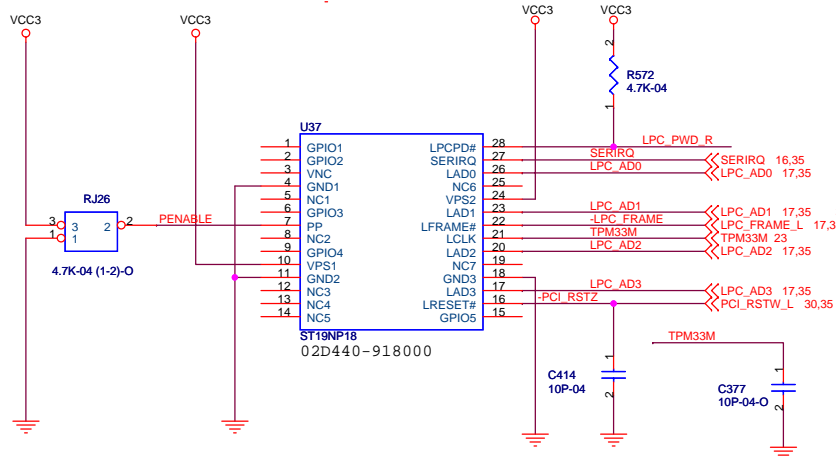 VCC3
VCC3
VCC3
VCC3
2
R572
4.7K-04
1
U37
1 GPIO1 LPCPD# 28 LPC_PWD_R
2 GPIO2 SERIRQ 27 SERIRQ SERIRQ 16,35
3 VNC LAD0 26 LPC_AD0 LPC_AD0 17,35
4 GND1 NC6 25
5 NC1 VPS2 24
6 GPIO3 LAD1 23 LPC_AD1 LPC_AD1 17,35
7 PP LFRAME# 22 -LPC_FRAME LPC_FRAME_L 17,3
8 NC2 LCLK 21 TPM33M TPM33M 23
9 GPIO4 LAD2 20 LPC_AD2 LPC_AD2 17,35
10 VPS1 NC7 19
11 GND2 GND3 18
12 NC3 LAD3 17 LPC_AD3 LPC_AD3 17,35
13 NC4 LRESET# 16 -PCI_RSTZ PCI_RSTW_L 30,35
14 NC5 GPIO5 15
ST19NP18
02D440-918000
RJ26
3 3 2 2 PENABLE
1 1
4.7K-04 (1-2)-O
1
C414
10P-04
2
TPM33M
1
C377
10P-04-O
2